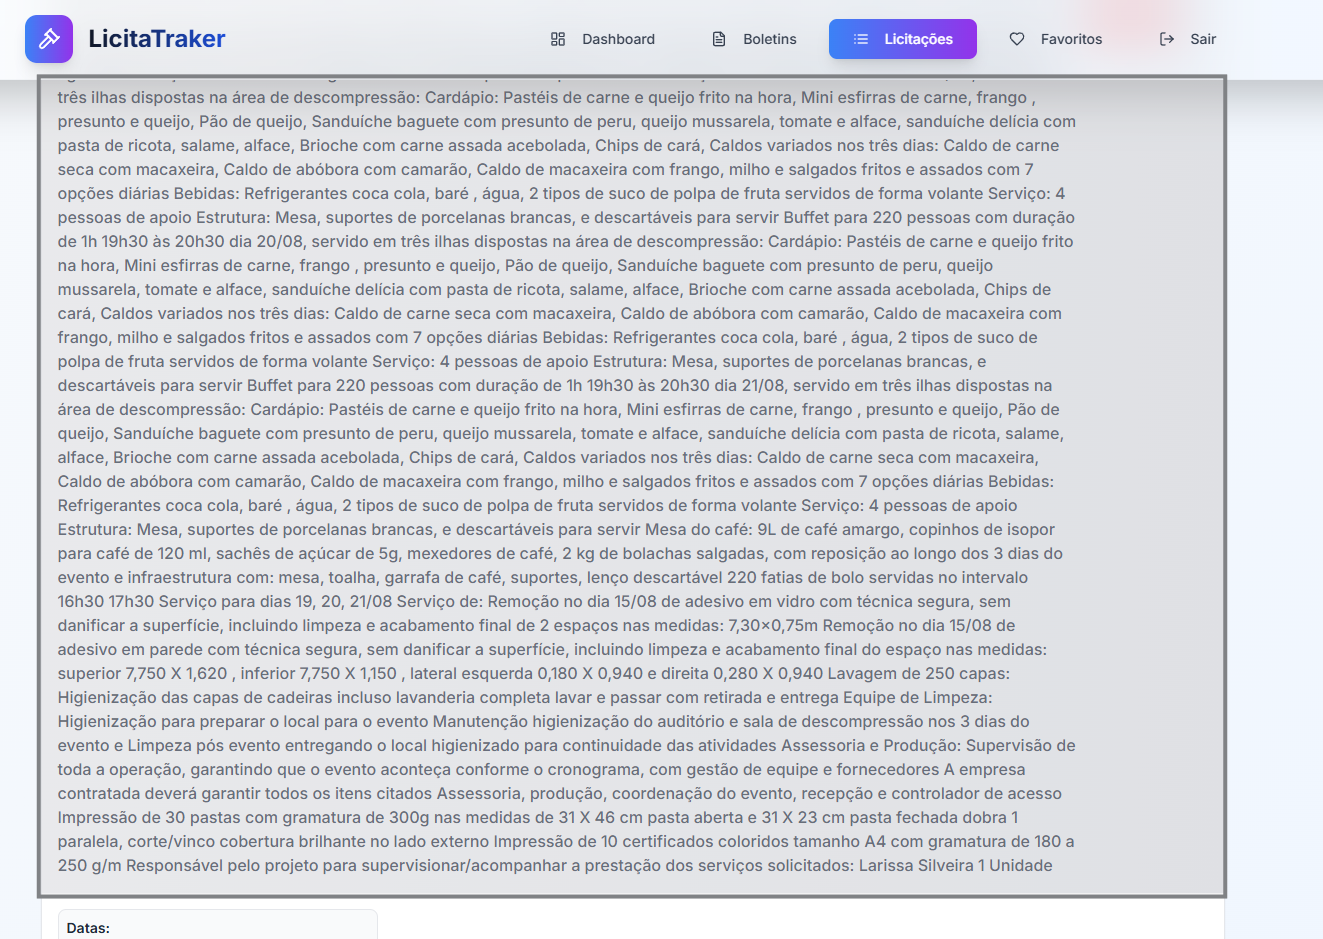 LicitaTraker
Dashboard
Boletins
Licitações
Favoritos
Sair
três ilhas dispostas na área de descompressão: Cardápio: Pastéis de carne e queijo frito na hora, Mini esfirras de carne, frango ,
presunto e queijo, Pão de queijo, Sanduíche baguete com presunto de peru, queijo mussarela, tomate e alface, sanduíche delícia com
pasta de ricota, salame, alface, Brioche com carne assada acebolada, Chips de cará, Caldos variados nos três dias: Caldo de carne
seca com macaxeira, Caldo de abóbora com camarão, Caldo de macaxeira com frango, milho e salgados fritos e assados com 7
opções diárias Bebidas: Refrigerantes coca cola, baré , água, 2 tipos de suco de polpa de fruta servidos de forma volante Serviço: 4
pessoas de apoio Estrutura: Mesa, suportes de porcelanas brancas, e descartáveis para servir Buffet para 220 pessoas com duração
de 1h 19h30 às 20h30 dia 20/08, servido em três ilhas dispostas na área de descompressão: Cardápio: Pastéis de carne e queijo frito
na hora, Mini esfirras de carne, frango , presunto e queijo, Pão de queijo, Sanduíche baguete com presunto de peru, queijo
mussarela, tomate e alface, sanduíche delícia com pasta de ricota, salame, alface, Brioche com carne assada acebolada, Chips de
cará, Caldos variados nos três dias: Caldo de carne seca com macaxeira, Caldo de abóbora com camarão, Caldo de macaxeira com
frango, milho e salgados fritos e assados com 7 opções diárias Bebidas: Refrigerantes coca cola, baré , água, 2 tipos de suco de
polpa de fruta servidos de forma volante Serviço: 4 pessoas de apoio Estrutura: Mesa, suportes de porcelanas brancas, e
descartáveis para servir Buffet para 220 pessoas com duração de 1h 19h30 às 20h30 dia 21/08, servido em três ilhas dispostas na
área de descompressão: Cardápio: Pastéis de carne e queijo frito na hora, Mini esfirras de carne, frango , presunto e queijo, Pão de
queijo, Sanduíche baguete com presunto de peru, queijo mussarela, tomate e alface, sanduíche delícia com pasta de ricota, salame,
alface, Brioche com carne assada acebolada, Chips de cará, Caldos variados nos três dias: Caldo de carne seca com macaxeira,
Caldo de abóbora com camarão, Caldo de macaxeira com frango, milho e salgados fritos e assados com 7 opções diárias Bebidas:
Refrigerantes coca cola, baré , água, 2 tipos de suco de polpa de fruta servidos de forma volante Serviço: 4 pessoas de apoio
Estrutura: Mesa, suportes de porcelanas brancas, e descartáveis para servir Mesa do café: 9L de café amargo, copinhos de isopor
para café de 120 ml, sachês de açúcar de 5g, mexedores de café, 2 kg de bolachas salgadas, com reposição ao longo dos 3 dias do
evento e infraestrutura com: mesa, toalha, garrafa de café, suportes, lenço descartável 220 fatias de bolo servidas no intervalo
16h30 17h30 Serviço para dias 19, 20, 21/08 Serviço de: Remoção no dia 15/08 de adesivo em vidro com técnica segura, sem
danificar a superfície, incluindo limpeza e acabamento final de 2 espaços nas medidas: 7,30×0,75m Remoção no dia 15/08 de
adesivo em parede com técnica segura, sem danificar a superfície, incluindo limpeza e acabamento final do espaço nas medidas:
superior 7,750 X 1,620 , inferior 7,750 X 1,150 , lateral esquerda 0,180 X 0,940 e direita 0,280 X 0,940 Lavagem de 250 capas:
Higienização das capas de cadeiras incluso lavanderia completa lavar e passar com retirada e entrega Equipe de Limpeza:
Higienização para preparar o local para o evento Manutenção higienização do auditório e sala de descompressão nos 3 dias do
evento e Limpeza pós evento entregando o local higienizado para continuidade das atividades Assessoria e Produção: Supervisão de
toda a operação, garantindo que o evento aconteça conforme o cronograma, com gestão de equipe e fornecedores A empresa
contratada deverá garantir todos os itens citados Assessoria, produção, coordenação do evento, recepção e controlador de acesso
Impressão de 30 pastas com gramatura de 300g nas medidas de 31 X 46 cm pasta aberta e 31 X 23 cm pasta fechada dobra 1
paralela, corte/vinco cobertura brilhante no lado externo Impressão de 10 certificados coloridos tamanho A4 com gramatura de 180 a
250 g/m Responsável pelo projeto para supervisionar/acompanhar a prestação dos serviços solicitados: Larissa Silveira 1 Unidade
Datas: